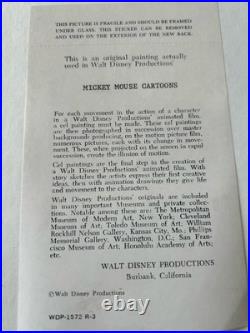 THIS PICTURE IS FRAGILE AND SHOULD BE FRAMED
UNDER GLASS. THIS STAMP AND DATA SHOULD BE
USED ON THE EXTERIOR OF THE NEW BACK.
This is an original painting actually
used in Walt Disney Productions'
MICKEY MOUSE CARTOONS
For each movement in the action of a character
in a Walt Disney Productions' animated film,
a cel painting must be made. These cel paintings
are then photographed in succession over master
backgrounds producing, on the motion picture film,
numerous pictures, each with its change in move-
ment. These, when projected on the screen in rapid
succession, create the illusion of motion.
Cel paintings are the final step in the creation of
a Walt Disney Productions' animated film. With
story sketches the artists express their first creative
ideas, then with animation drawings they give life
and movement to the character.
Walt Disney Productions' originals are included
in many important Museums and private collec-
tions. Notable among these are: The Metropolitan
Museum of Modern Art, New York, Cleveland
Museum of Art; Toledo Museum of Art, William
Rockhill Nelson Gallery, Kansas City, Mo.; Phillips
Memorial Gallery, Washington, D.C.; San Fran-
cisco Museum of Art; Honolulu Academy of Arts;
etc.
WALT DISNEY PRODUCTIONS
Burbank, California
©Walt Disney Productions
WDP-1572 R-3